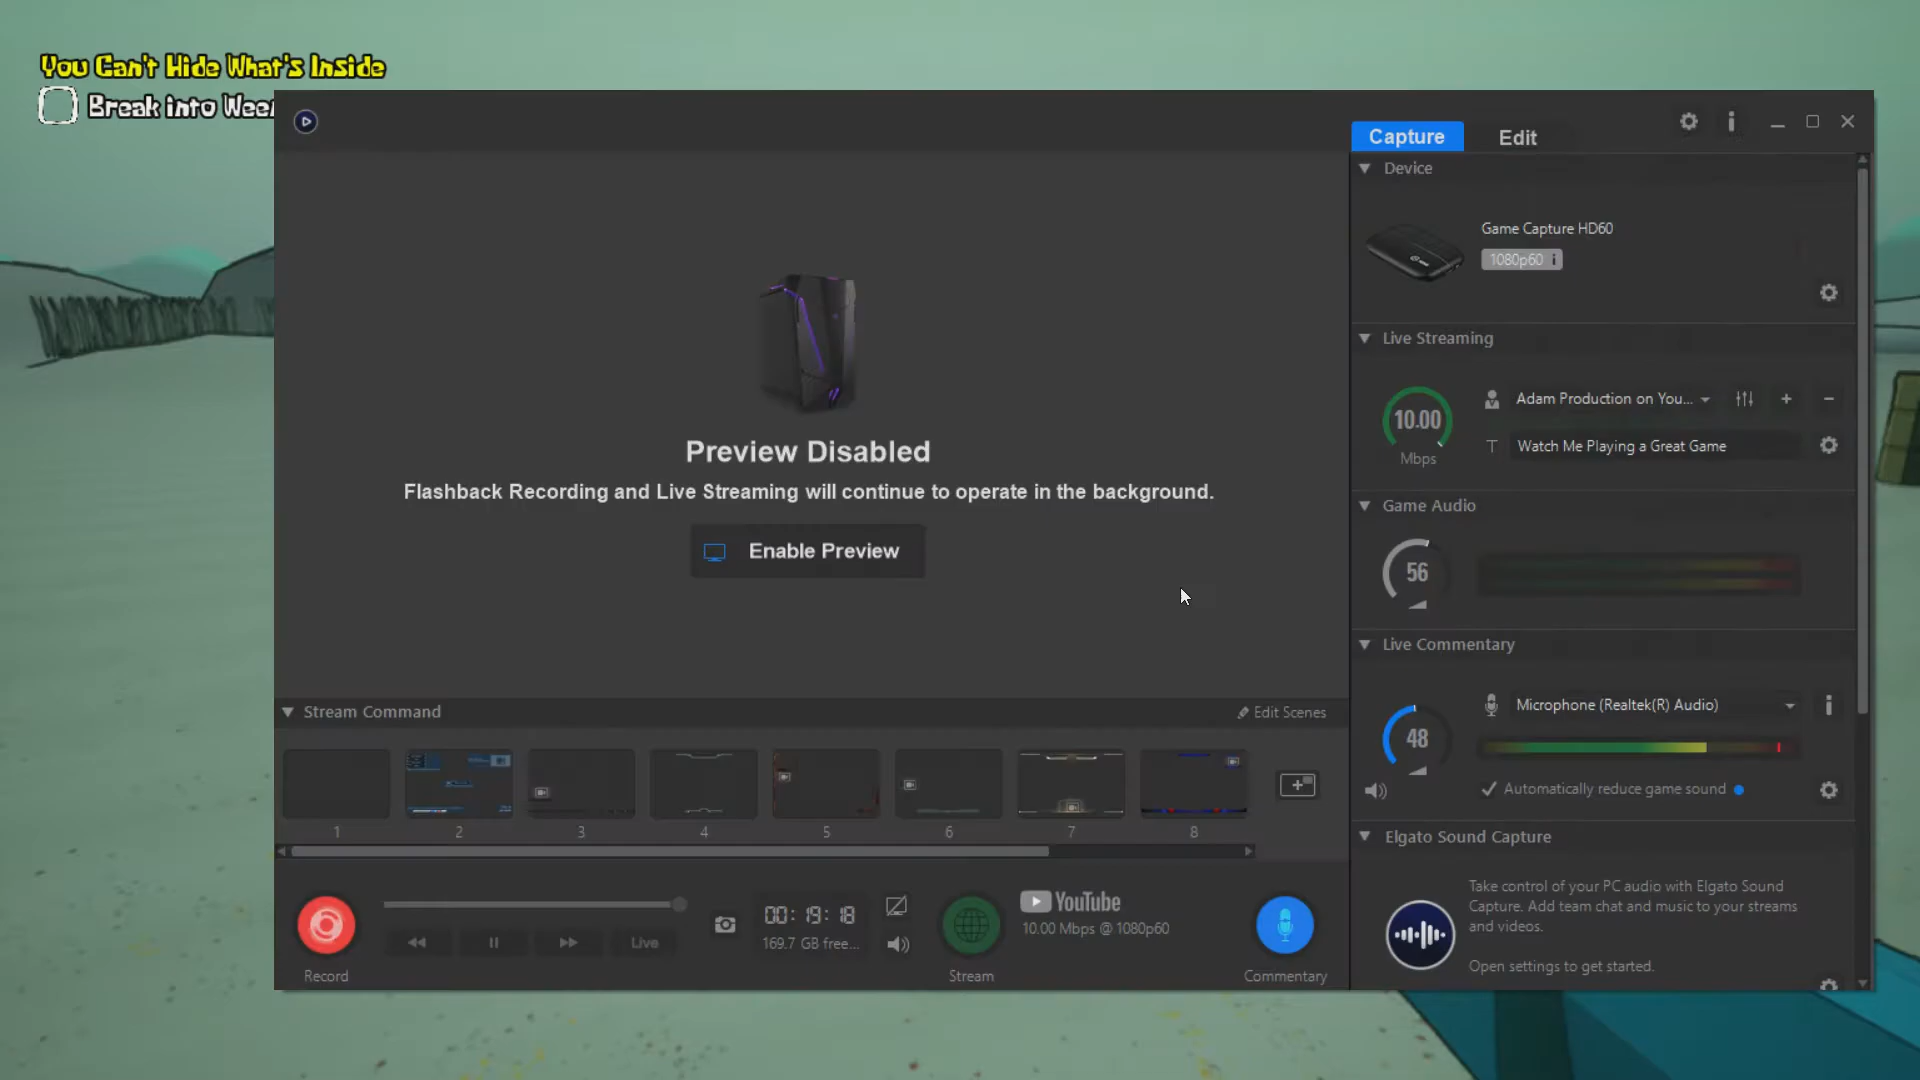 You Can't Hide What's Inside
Break into
Capture
Edit
Device
Game Capture HD60
1080p60
Live Streaming
10.00
Mbps
Adam Production on You...
Watch Me Playing a Great Game
Game Audio
56
Live Commentary
48
Microphone (Realtek(R) Audio)
Automatically reduce game sound
Elgato Sound Capture
Take control of your PC audio with Elgato Sound
Capture. Add team chat and music to your streams
and videos.
Open settings to get started.
Preview Disabled
Flashback Recording and Live Streaming will continue to operate in the background.
Enable Preview
Stream Command
Edit Scenes
1 2 3 4 5 6 7 8
Record
Live
00:19:18
169.7 GB free...
Stream
YouTube
10.00 Mbps @ 1080p60
Commentary